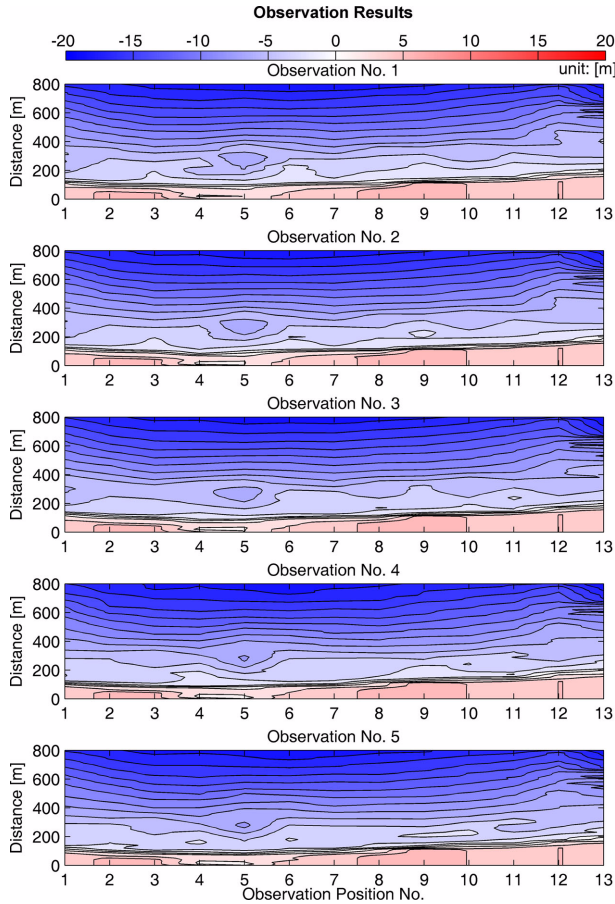 Observation Results
-20 -15 -10 -5 0 5 10 15 20
Observation No. 1
unit: [m]
Distance [m]
800
600
400
200
0
1 2 3 4 5 6 7 8 9 10 11 12 13
Observation No. 2
Distance [m]
800
600
400
200
0
1 2 3 4 5 6 7 8 9 10 11 12 13
Observation No. 3
Distance [m]
800
600
400
200
0
1 2 3 4 5 6 7 8 9 10 11 12 13
Observation No. 4
Distance [m]
800
600
400
200
0
1 2 3 4 5 6 7 8 9 10 11 12 13
Observation No. 5
Distance [m]
800
600
400
200
0
1 2 3 4 5 6 7 8 9 10 11 12 13
Observation Position No.